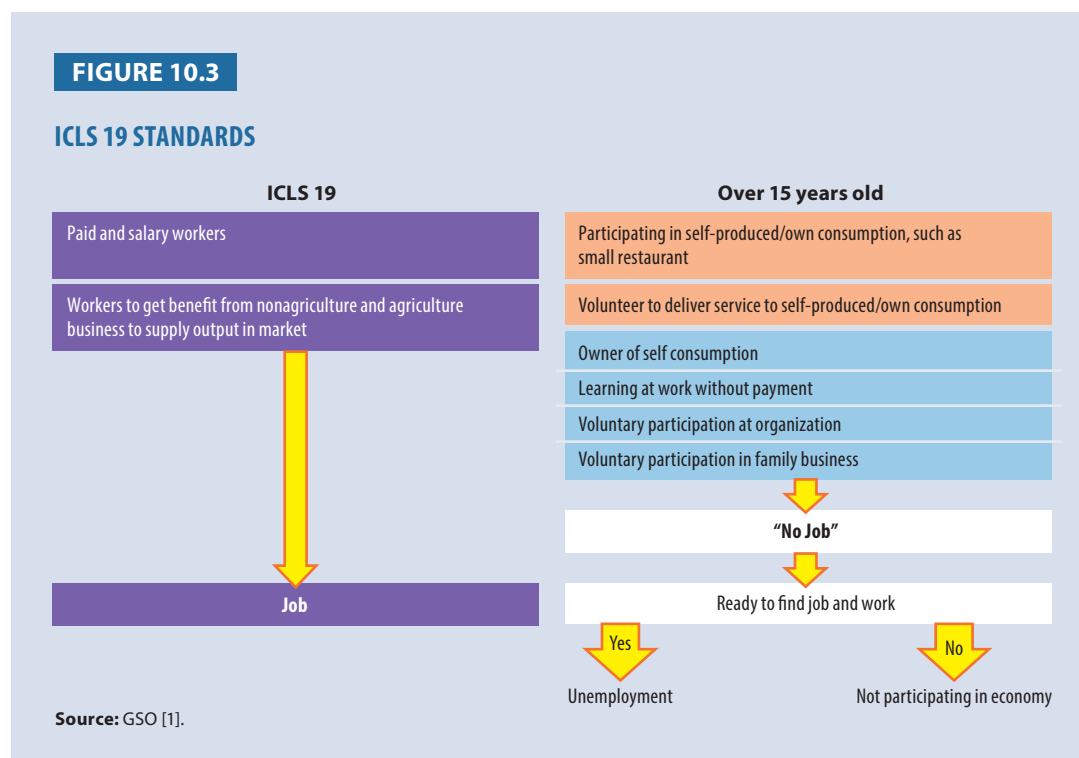 FIGURE 10.3
ICLS 19 STANDARDS
ICLS 19
Paid and salary workers
Workers to get benefit from nonagriculture and agriculture
business to supply output in market
Job
Over 15 years old
Participating in self-produced/own consumption, such as
small restaurant
Volunteer to deliver service to self-produced/own consumption
Owner of self consumption
Learning at work without payment
Voluntary participation at organization
Voluntary participation in family business
“No Job”
Ready to find job and work
Yes
No
Unemployment
Not participating in economy
Source: GSO [1].